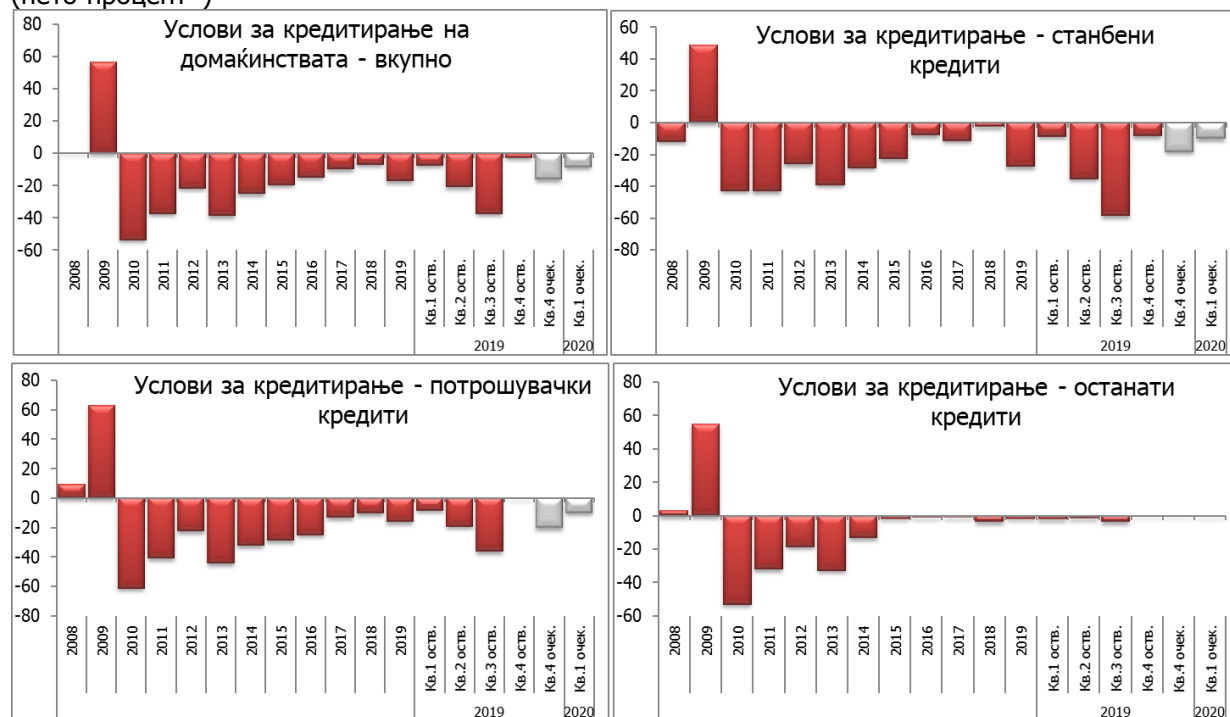 (нето процент*)
Услови за кредитирање на
домаќинствата - вкупно
80
60
40
20
0
-20
-40
-60
2008
2009
2010
2011
2012
2013
2014
2015
2016
2017
2018
2019
Кв.1 оств.
Кв.2 оств.
Кв.3 оств.
Кв.4 оств.
Кв.4 очек.
Кв.1 очек.
2019
2020
Услови за кредитирање - станбени
кредити
60
40
20
0
-20
-40
-60
-80
2008
2009
2010
2011
2012
2013
2014
2015
2016
2017
2018
2019
Кв.1 оств.
Кв.2 оств.
Кв.3 оств.
Кв.4 оств.
Кв.4 очек.
Кв.1 очек.
2019
2020
Услови за кредитирање - потрошувачки
кредити
80
60
40
20
0
-20
-40
-60
-80
2008
2009
2010
2011
2012
2013
2014
2015
2016
2017
2018
2019
Кв.1 оств.
Кв.2 оств.
Кв.3 оств.
Кв.4 оств.
Кв.4 очек.
Кв.1 очек.
2019
2020
Услови за кредитирање - останати
кредити
80
60
40
20
0
-20
-40
-60
2008
2009
2010
2011
2012
2013
2014
2015
2016
2017
2018
2019
Кв.1 оств.
Кв.2 оств.
Кв.3 оств.
Кв.4 оств.
Кв.4 очек.
Кв.1 очек.
2019
2020